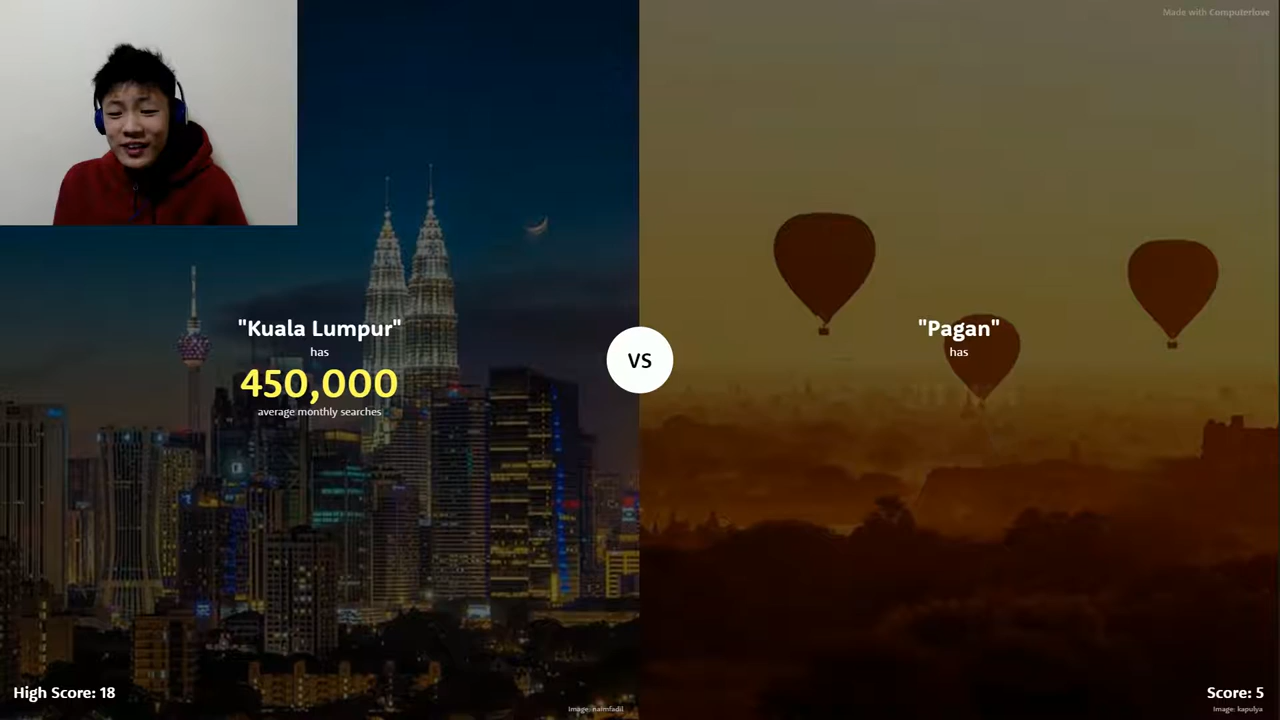 Made with Computerlove
"Kuala Lumpur"
has
450,000
average monthly searches
VS
"Pagan"
has
High Score: 18
Image: naimfadil
Score: 5
Image: kapulya